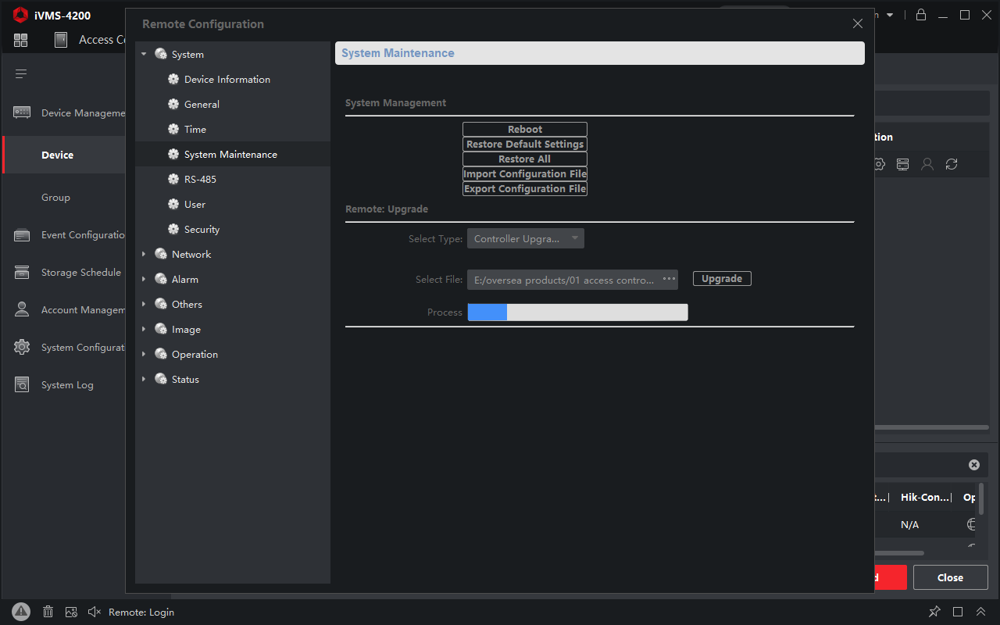 iVMS-4200
Remote Configuration
Access Co
System
System Maintenance
Device Information
System Management
General
Device Manageme
Time
Reboot
Restore Default Settings
Restore All
Import Configuration File
Export Configuration File
tion
Device
System Maintenance
RS-485
Group
User
Remote: Upgrade
Security
Event Configuratio
Select Type:
Controller Upgra...
Network
Storage Schedule
Alarm
Select File:
E:/oversea products/01 access contro...
Upgrade
Others
Account Managem
Process
Image
System Configurat
Operation
Status
System Log
t...
Hik-Con...
Op
N/A
d
Close
Remote: Login